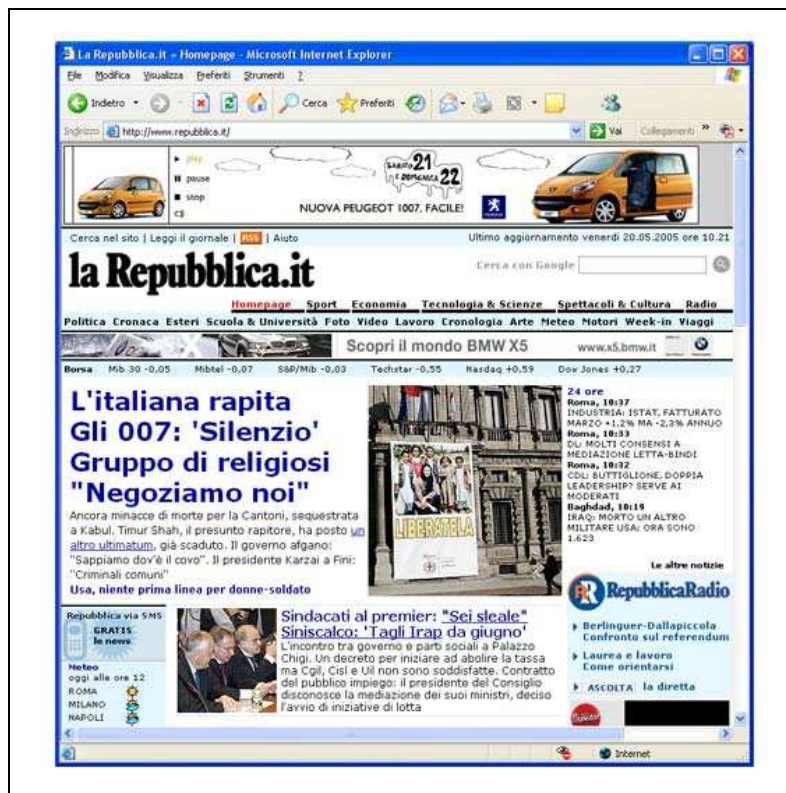 La Repubblica.it - Homepage - Microsoft Internet Explorer
File Modifica Visualizza Preferiti Strumenti ?
Indietro Cerca Preferiti
Indirizzo http://www.repubblica.it/ Vai Collegamenti »
play
pause
stop
SABATO 21
E DOMENICA 22
NUOVA PEUGEOT 1007. FACILE!
Cerca nel sito | Leggi il giornale | RSS | Aiuto
Ultimo aggiornamento venerdì 20.05.2005 ore 10.21
la Repubblica.it
Cerca con Google
Homepage Sport Economia Tecnologia & Scienze Spettacoli & Cultura Radio
Politica Cronaca Esteri Scuola & Università Foto Video Lavoro Cronologia Arte Meteo Motori Week-in Viaggi
Scopri il mondo BMW X5 www.x5.bmw.it
Borsa Mib 30 -0,05 Mibtel -0,07 S&P/Mib -0,03 Techstar -0,55 Nasdaq +0,59 Dow Jones +0,27
L'italiana rapita
Gli 007: 'Silenzio'
Gruppo di religiosi
"Negoziamo noi"
Ancora minacce di morte per la Cantoni, sequestrata
a Kabul. Timur Shah, il presunto rapitore, ha posto un
altro ultimatum, già scaduto. Il governo afgano:
"Sappiamo dov'è il covo". Il presidente Karzai a Fini:
"Criminali comuni"
Usa, niente prima linea per donne-soldato
LIBERATELA
24 ore
Roma, 10:37
INDUSTRIA: ISTAT, FATTURATO
MARZO +1,2% MA -2,3% ANNUO
Roma, 10:33
DL: MOLTI CONSENSI A
MEDIAZIONE LETTA-BINDI
Roma, 10:32
CDL: BUTTIGLIONE, DOPPIA
LEADERSHIP? SERVE AI
MODERATI
Baghdad, 10:19
IRAQ: MORTO UN ALTRO
MILITARE USA: ORA SONO
1.623
Le altre notizie
RepubblicaRadio
Berlinguer-Dallapiccola
Confronto sul referendum
Laurea e lavoro
Come orientarsi
ASCOLTA la diretta
Repubblica via SMS
GRATIS
le news
Meteo
oggi alle ore 12
ROMA
MILANO
NAPOLI
Sindacati al premier: "Sei sleale"
Siniscalco: 'Tagli Irap da giugno'
L'incontro tra governo e parti sociali a Palazzo
Chigi. Un decreto per iniziare ad abolire la tassa
ma Cgil, Cisl e Uil non sono soddisfatte. Contratto
del pubblico impiego: il presidente del Consiglio
disconosce la mediazione dei suoi ministri, deciso
l'avvio di iniziative di lotta
Internet